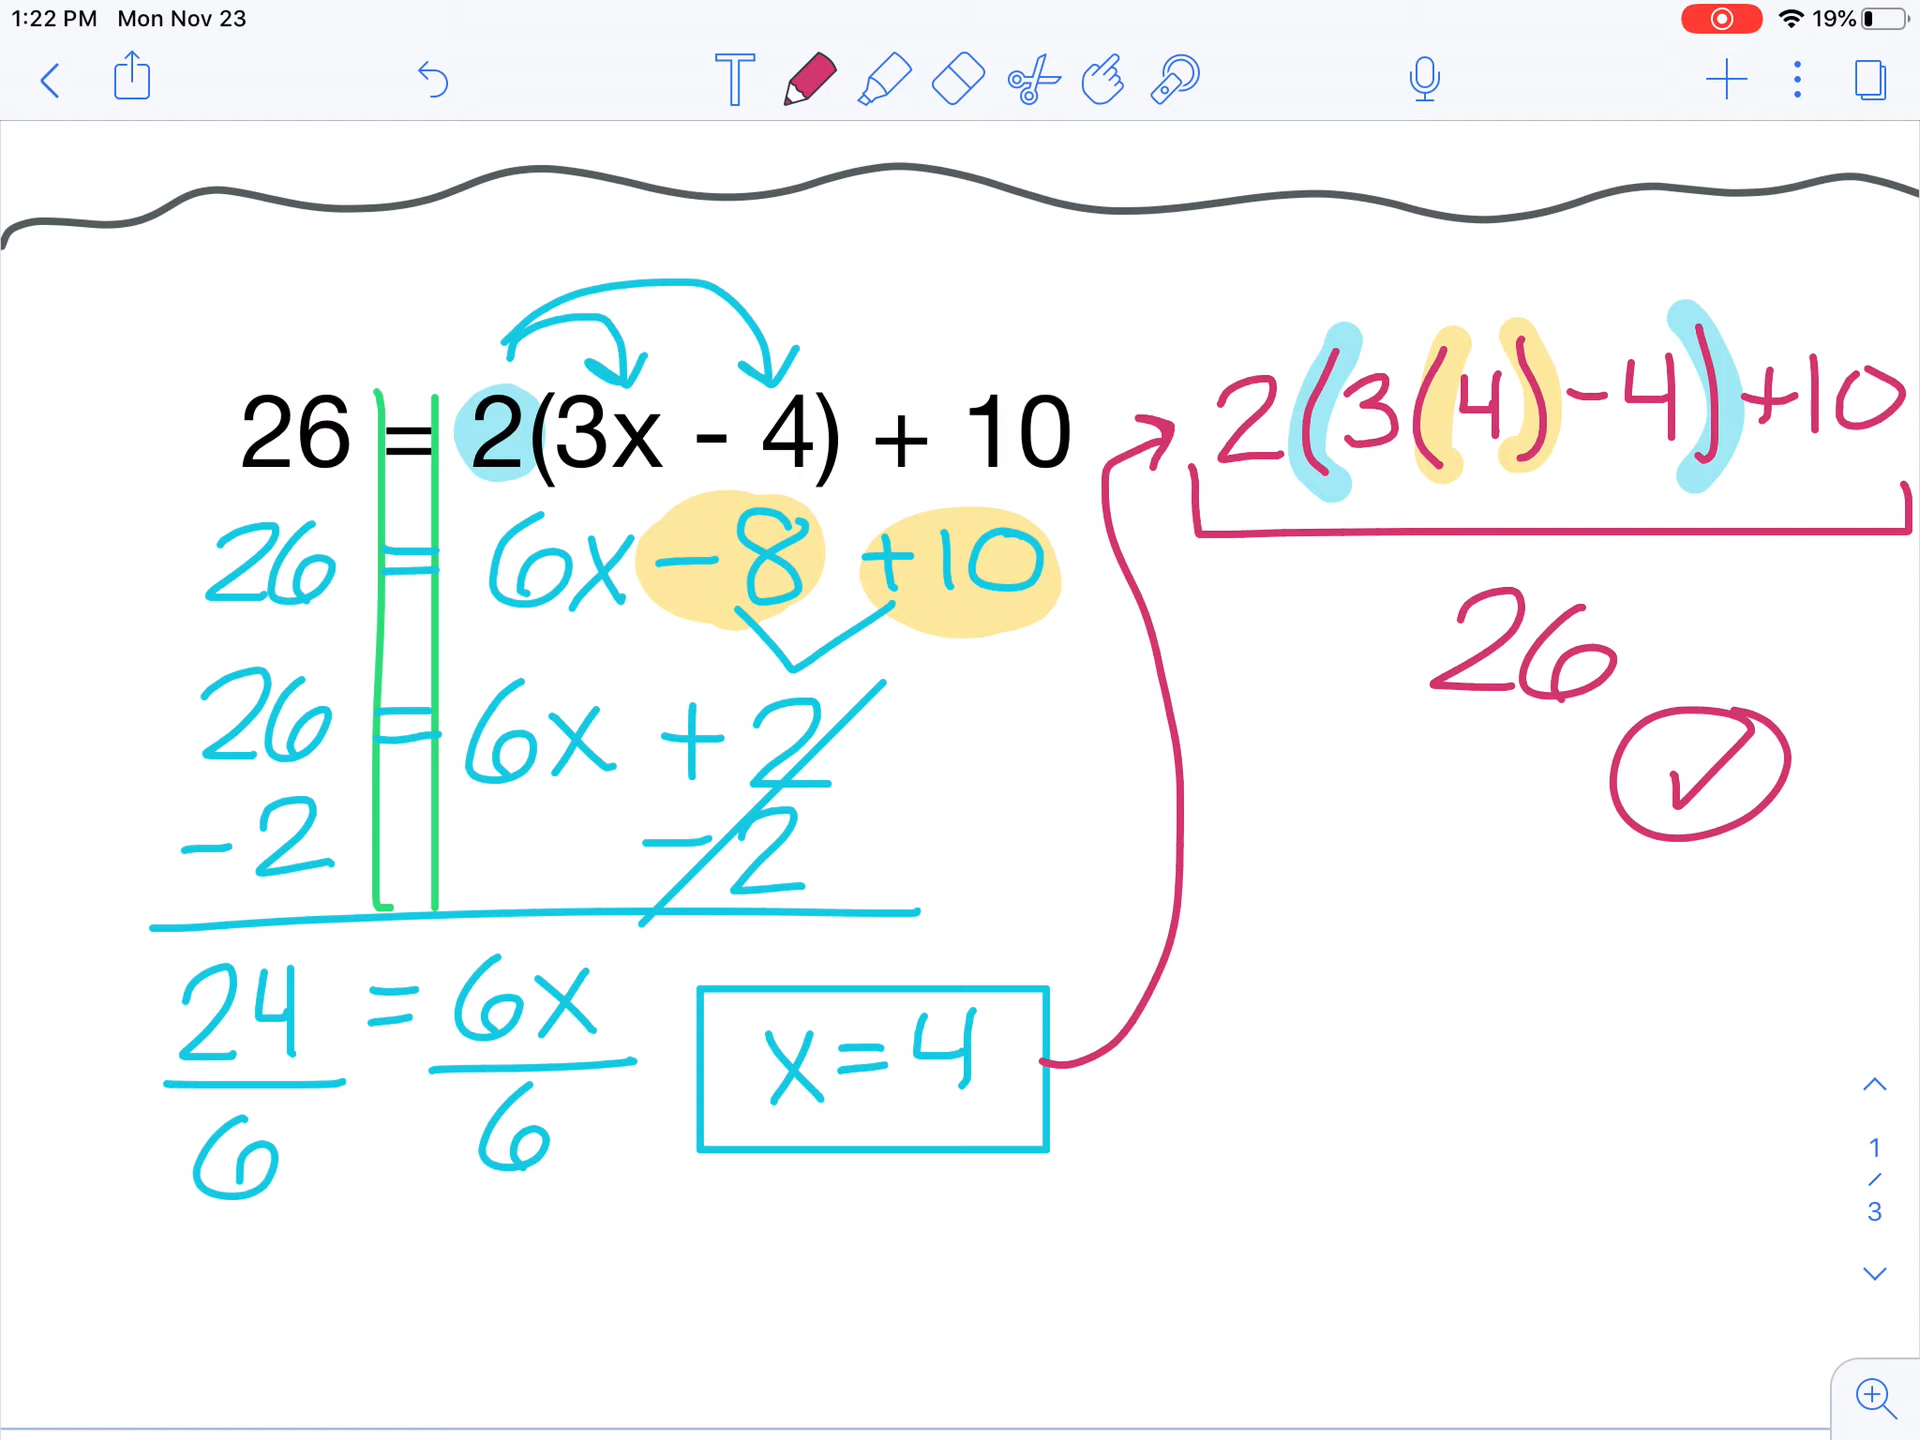 1:22 PM Mon Nov 23
19%
T
26 = 2(3x - 4) + 10
26 = 6x - 8 + 10
26 = 6x + 2
- 2 - 2
24 = 6x
6 6
x = 4
2(3(4) - 4) + 10
26
1
/
3